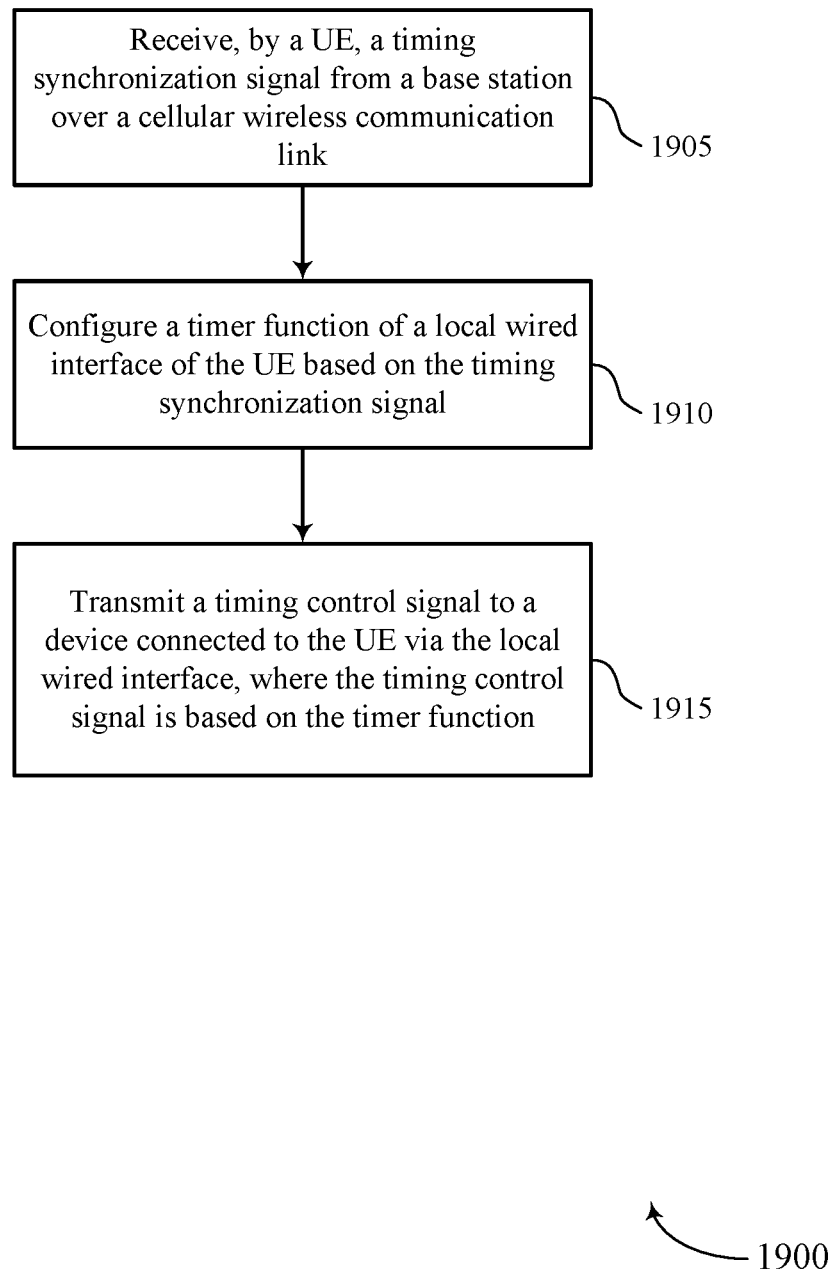 Receive, by a UE, a timing
synchronization signal from a base station
over a cellular wireless communication
link
1905
Configure a timer function of a local wired
interface of the UE based on the timing
synchronization signal
1910
Transmit a timing control signal to a
device connected to the UE via the local
wired interface, where the timing control
signal is based on the timer function
1915
1900